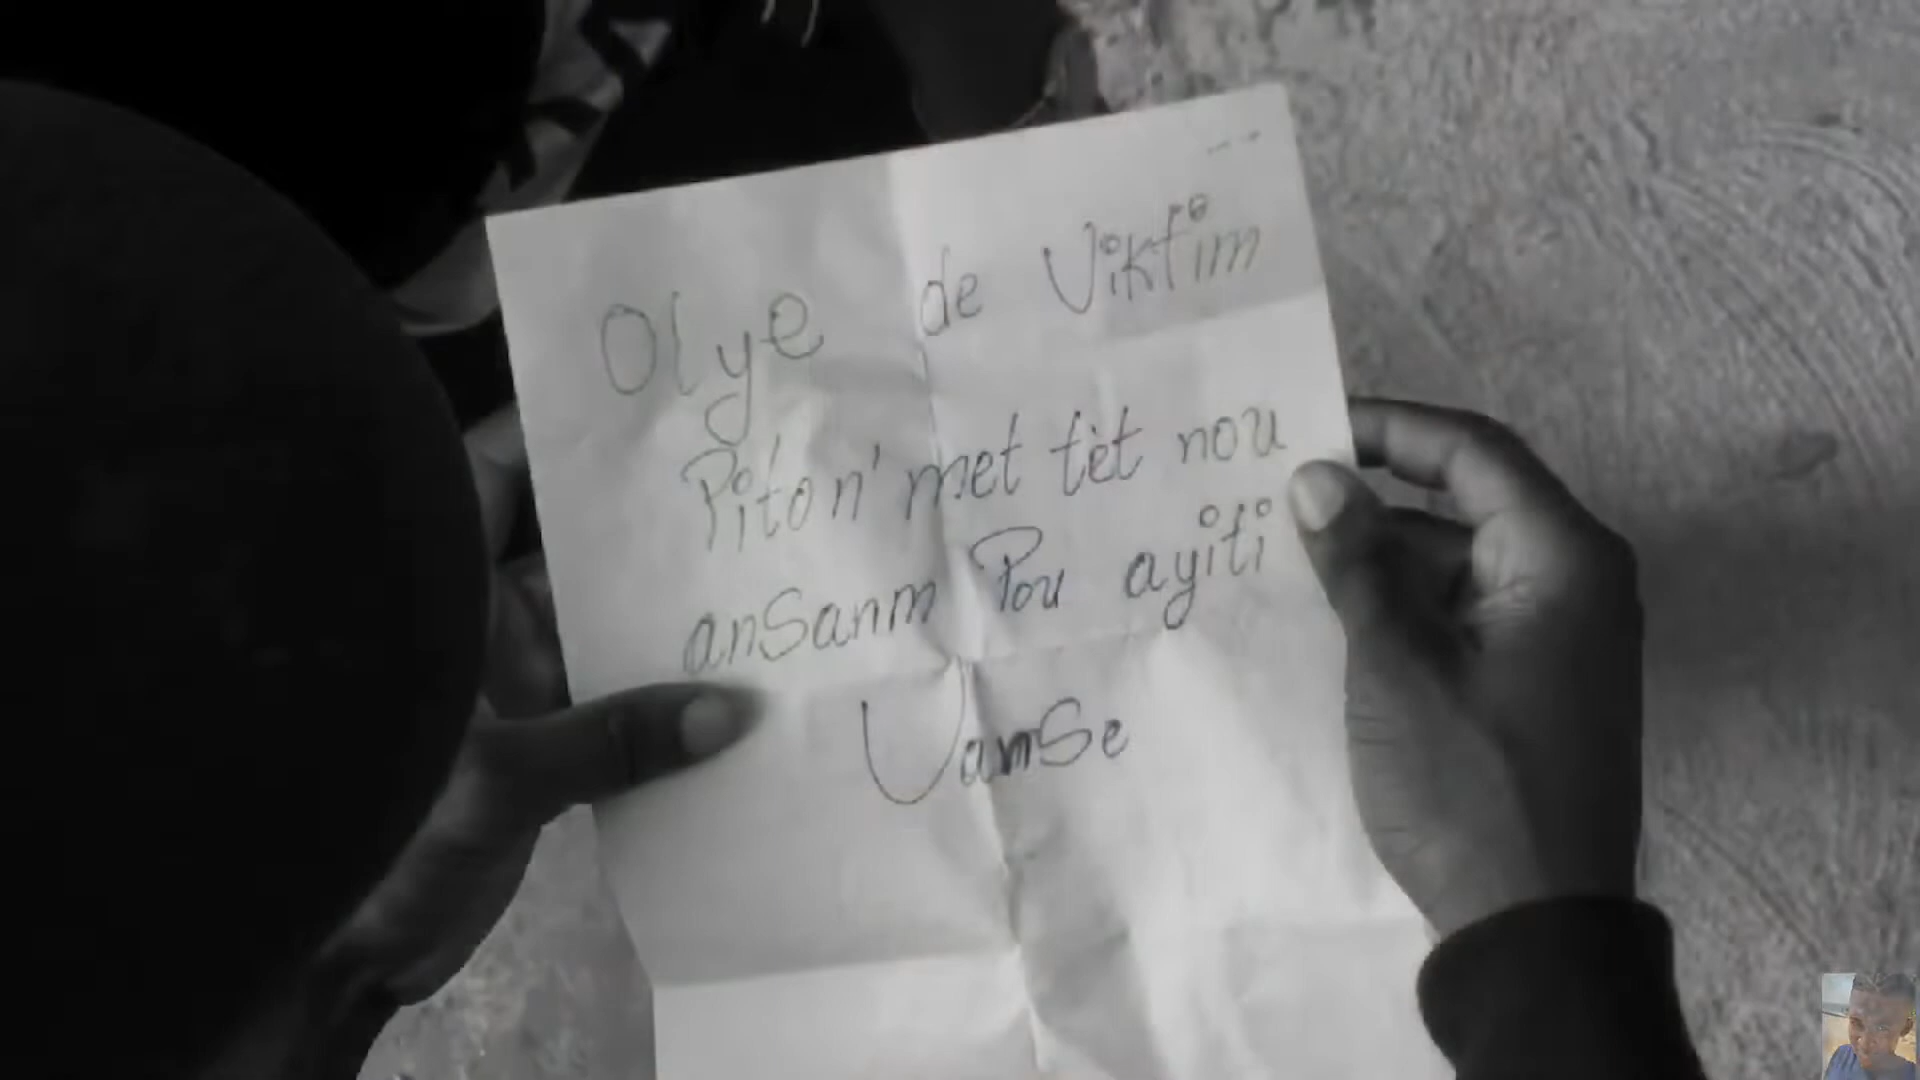 Olye de Viktim
Piton' met tèt nou
ansanm Pou ayiti
VamSe